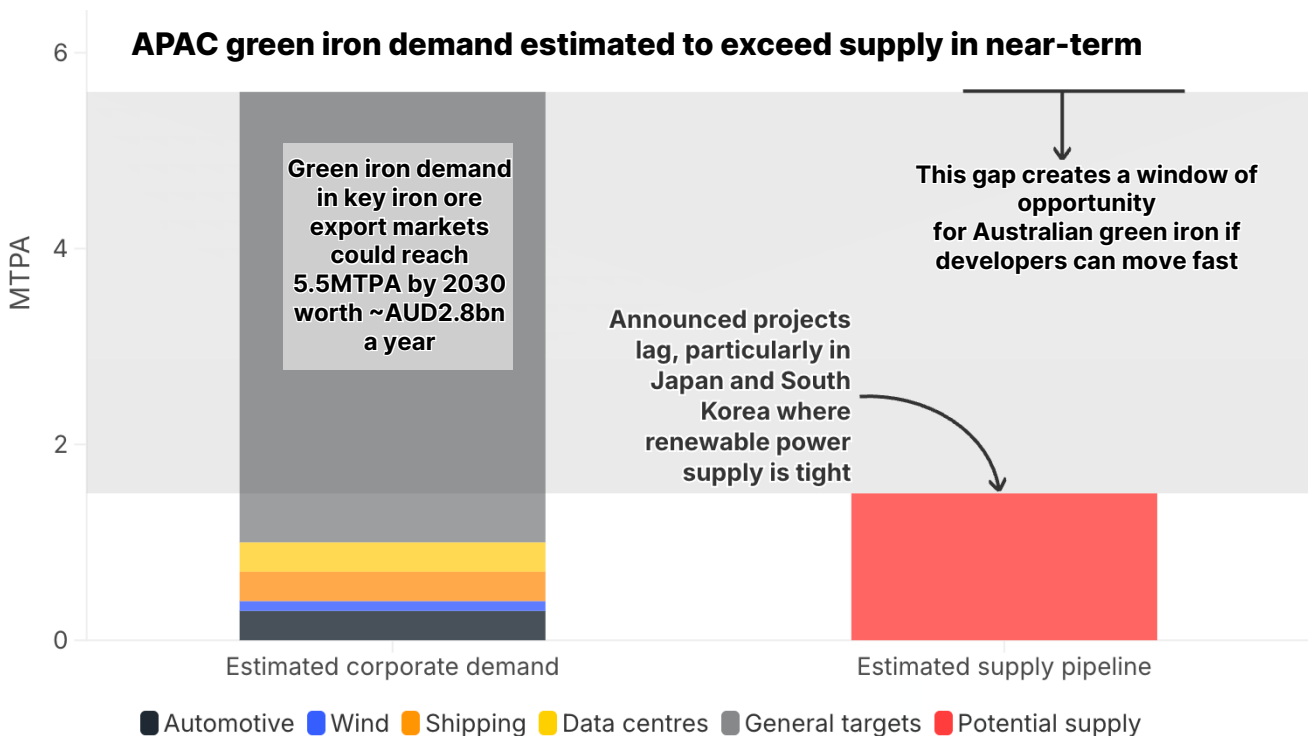 APAC green iron demand estimated to exceed supply in near-term
6
4
2
0
MTPA
Green iron demand
in key iron ore
export markets
could reach
5.5MTPA by 2030
worth ~AUD2.8bn
a year
This gap creates a window of
opportunity
for Australian green iron if
developers can move fast
Announced projects
lag, particularly in
Japan and South
Korea where
renewable power
supply is tight
Estimated corporate demand
Estimated supply pipeline
Automotive Wind Shipping Data centres General targets Potential supply